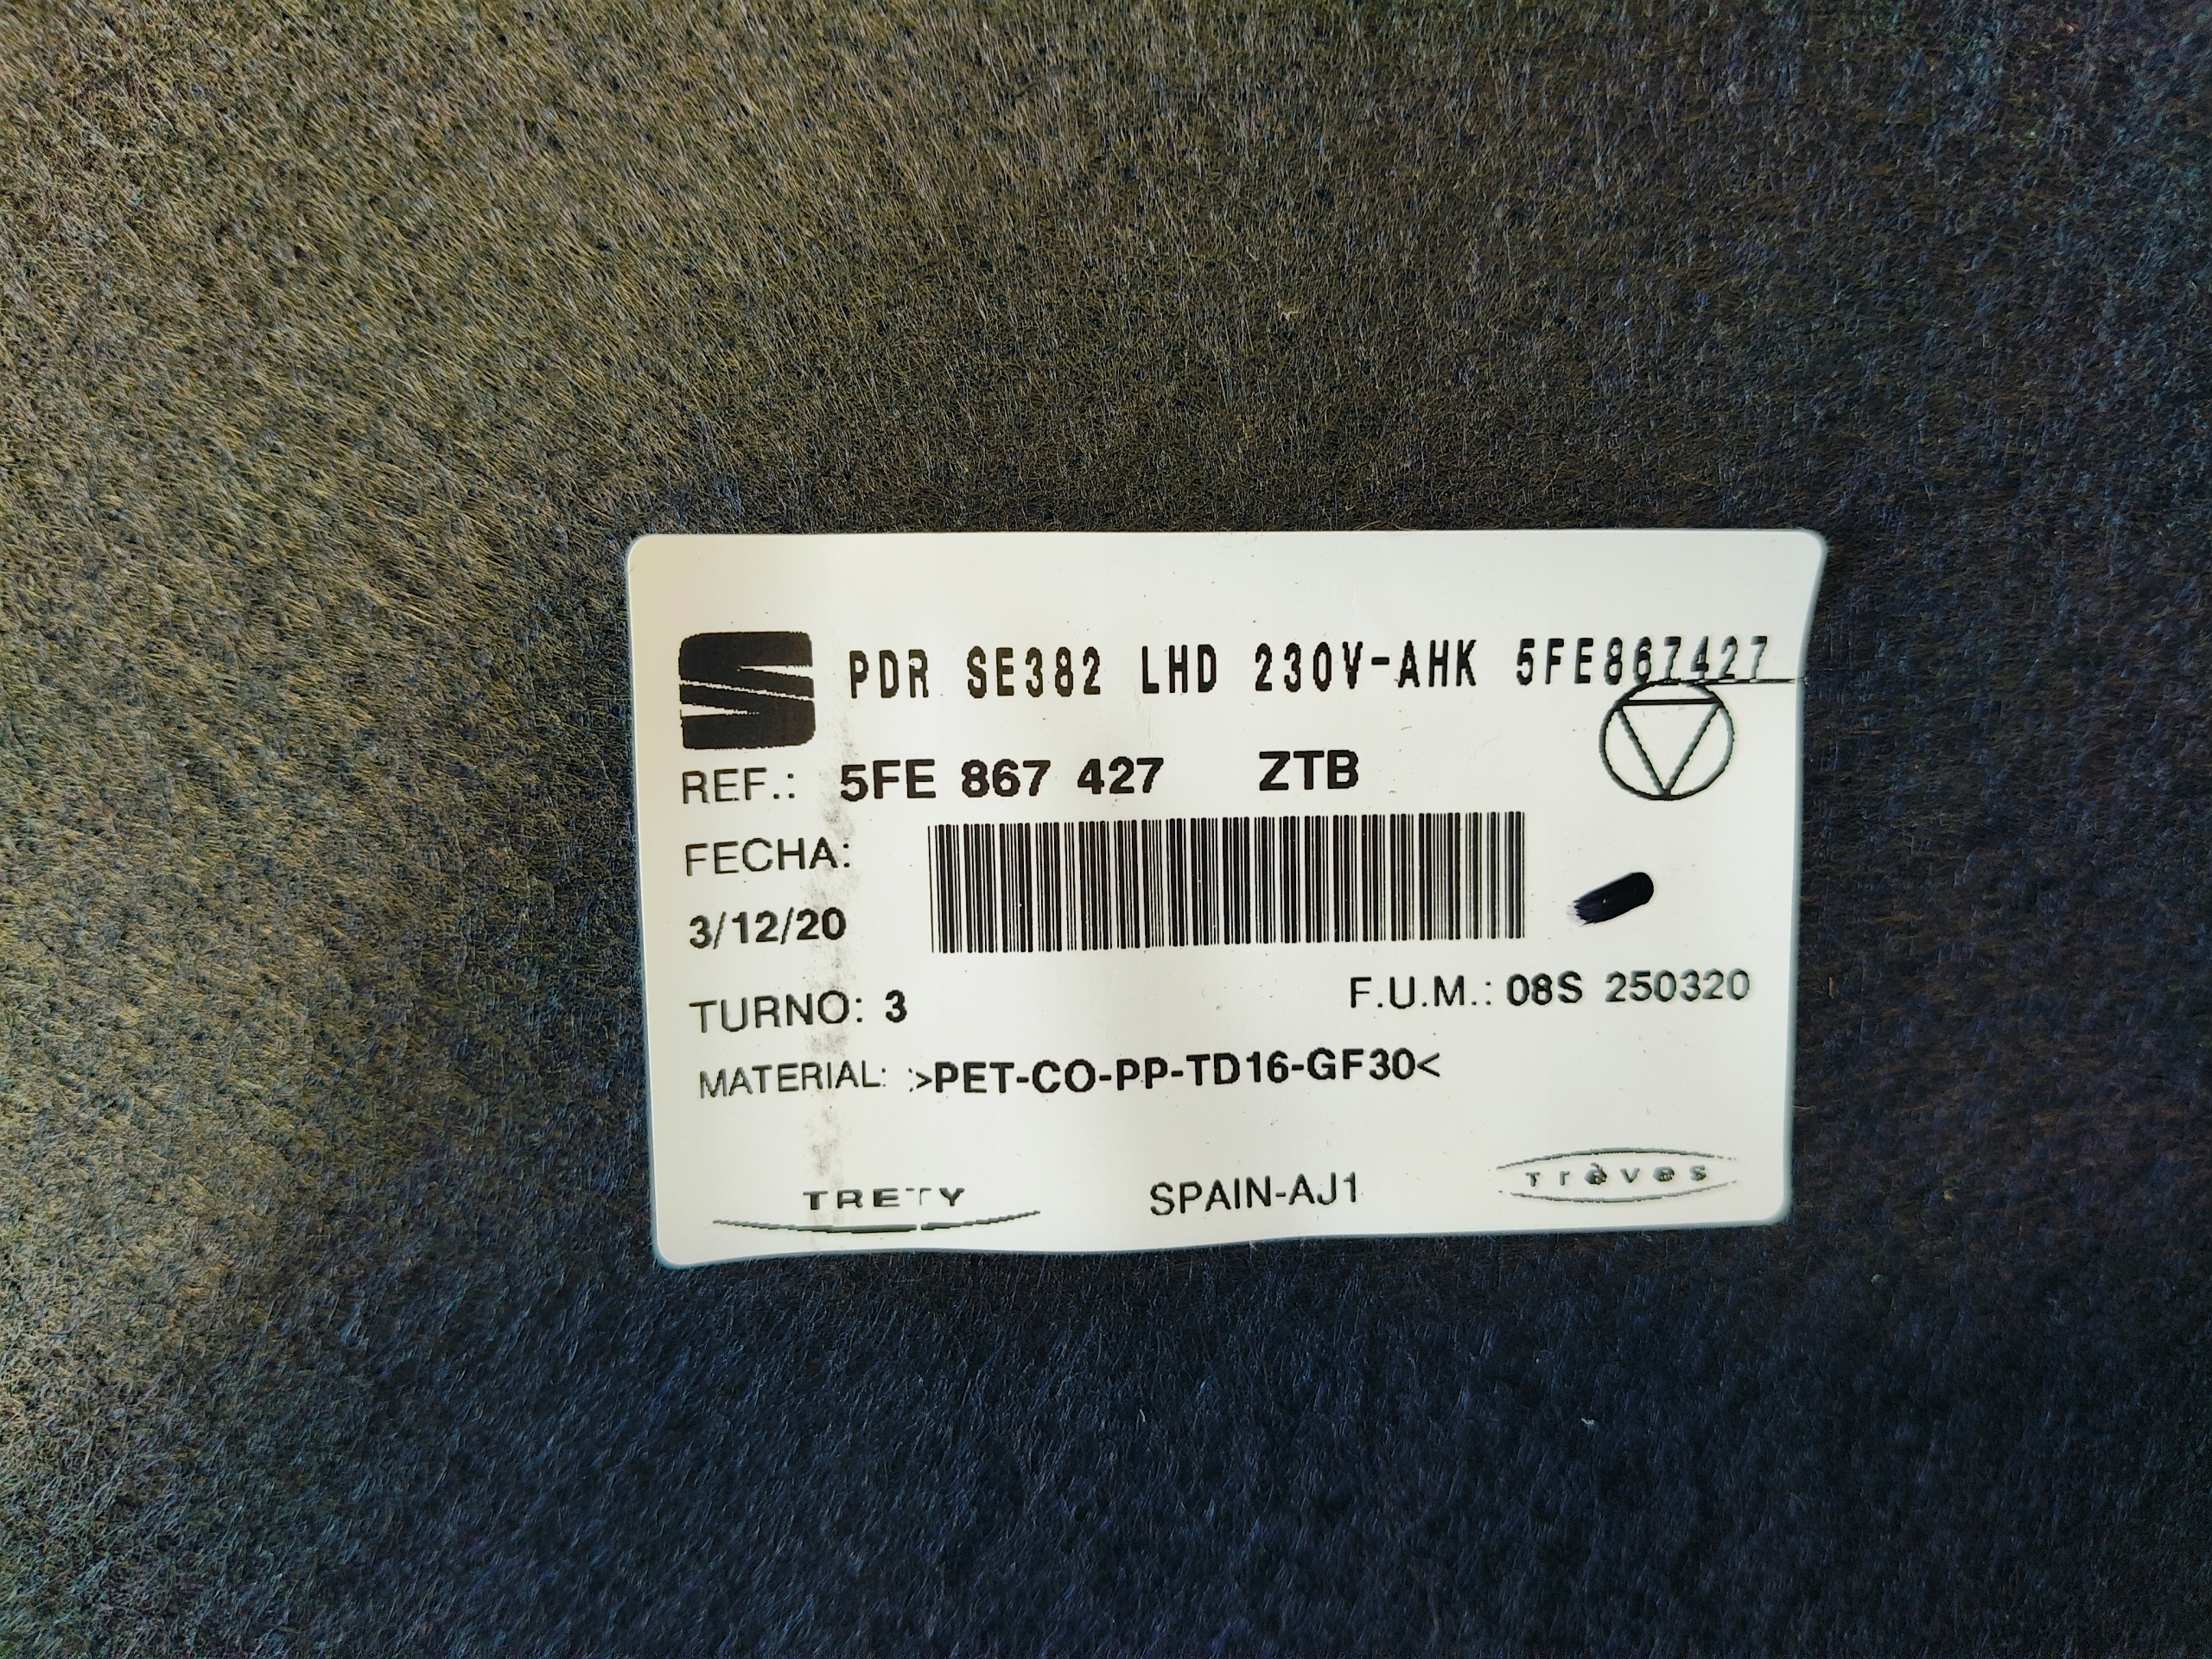 PDR SE382 LHD 230V-AHK 5FE867427
REF.: 5FE 867 427 ZTB
FECHA:
3/12/20
TURNO: 3
F.U.M.: 08S 250320
MATERIAL: >PET-CO-PP-TD16-GF30<
TRETY
SPAIN-AJ1
Trèves